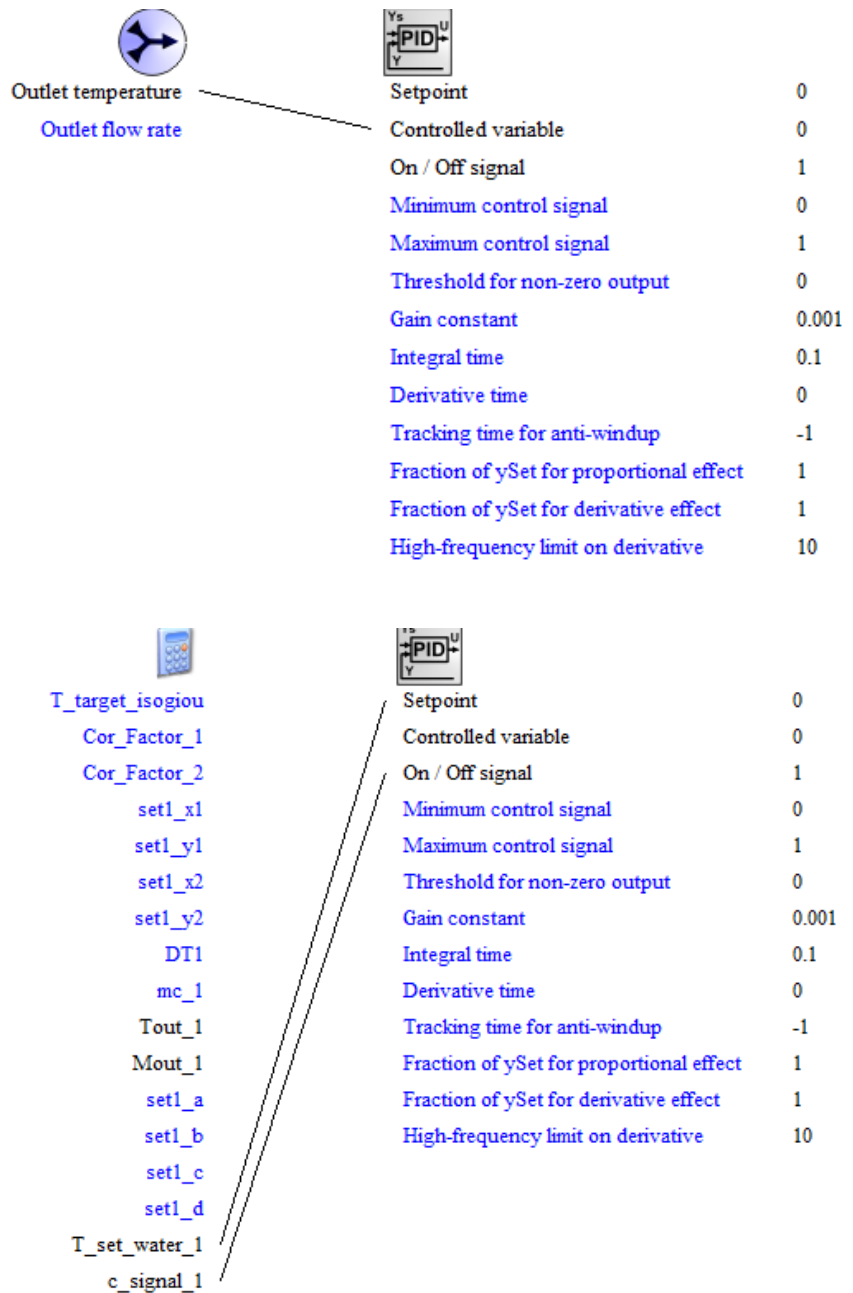 Ys
U
PID
Y
Outlet temperature Setpoint 0
Outlet flow rate Controlled variable 0
On / Off signal 1
Minimum control signal 0
Maximum control signal 1
Threshold for non-zero output 0
Gain constant 0.001
Integral time 0.1
Derivative time 0
Tracking time for anti-windup -1
Fraction of ySet for proportional effect 1
Fraction of ySet for derivative effect 1
High-frequency limit on derivative 10
Ys
U
PID
Y
T_target_isogiou Setpoint 0
Cor_Factor_1 Controlled variable 0
Cor_Factor_2 On / Off signal 1
set1_x1 Minimum control signal 0
set1_y1 Maximum control signal 1
set1_x2 Threshold for non-zero output 0
set1_y2 Gain constant 0.001
DT1 Integral time 0.1
mc_1 Derivative time 0
Tout_1 Tracking time for anti-windup -1
Mout_1 Fraction of ySet for proportional effect 1
set1_a Fraction of ySet for derivative effect 1
set1_b High-frequency limit on derivative 10
set1_c
set1_d
T_set_water_1
c_signal_1